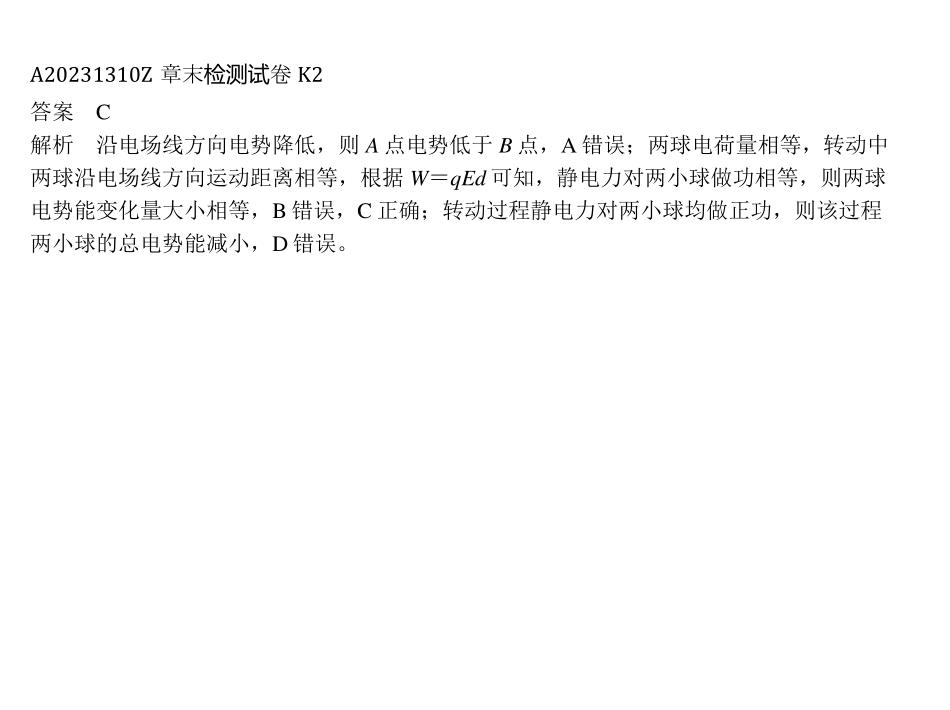 A20231310Z 章末检测试卷 K2
答案　C
解析　沿电场线方向电势降低，则 A 点电势低于 B 点，A 错误；两球电荷量相等，转动中
两球沿电场线方向运动距离相等，根据 W＝qEd 可知，静电力对两小球做功相等，则两球
电势能变化量大小相等，B 错误，C 正确；转动过程静电力对两小球均做正功，则该过程
两小球的总电势能减小，D 错误。